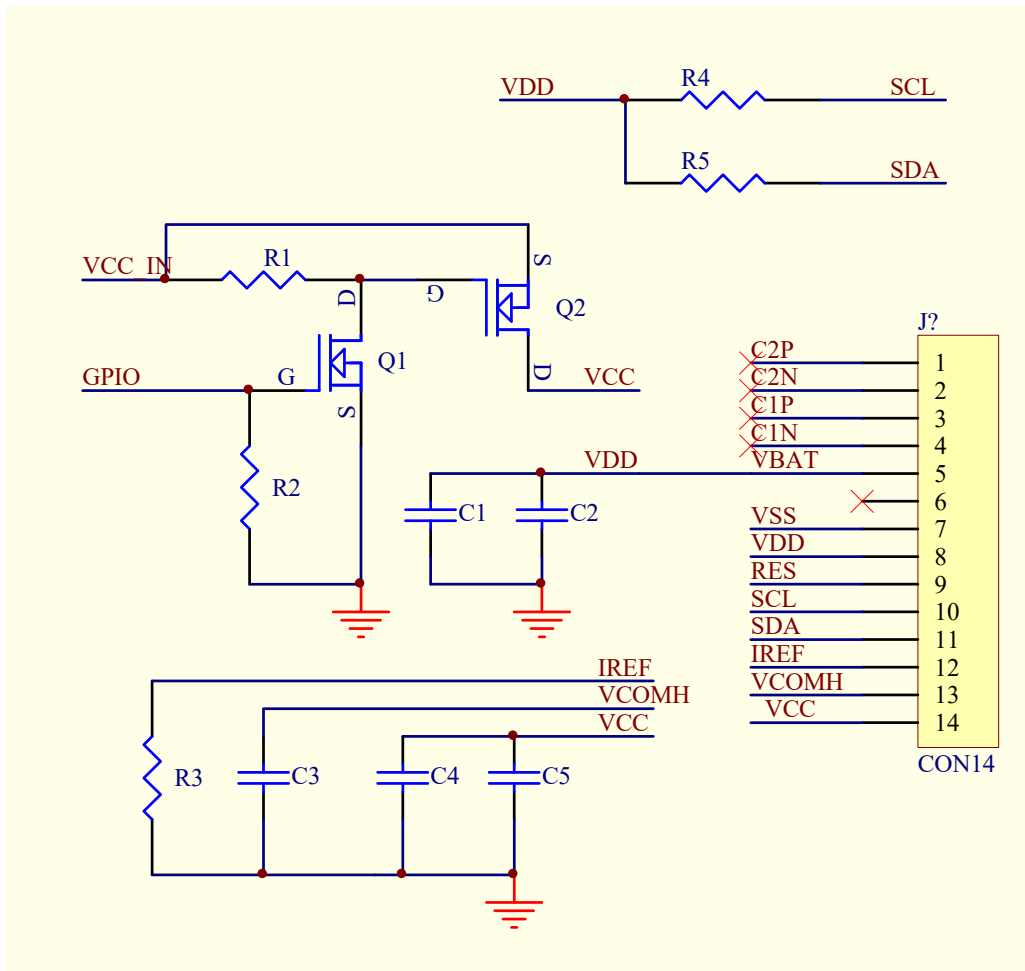 VDD
R4
SCL
R5
SDA
VCC_IN
R1
D
G
S
Q2
D
VCC
GPIO
G
Q1
S
R2
VDD
C1
C2
J?
C2P 1
C2N 2
C1P 3
C1N 4
VBAT 5
6
VSS 7
VDD 8
RES 9
SCL 10
SDA 11
IREF 12
VCOMH 13
VCC 14
CON14
IREF
VCOMH
VCC
R3
C3
C4
C5